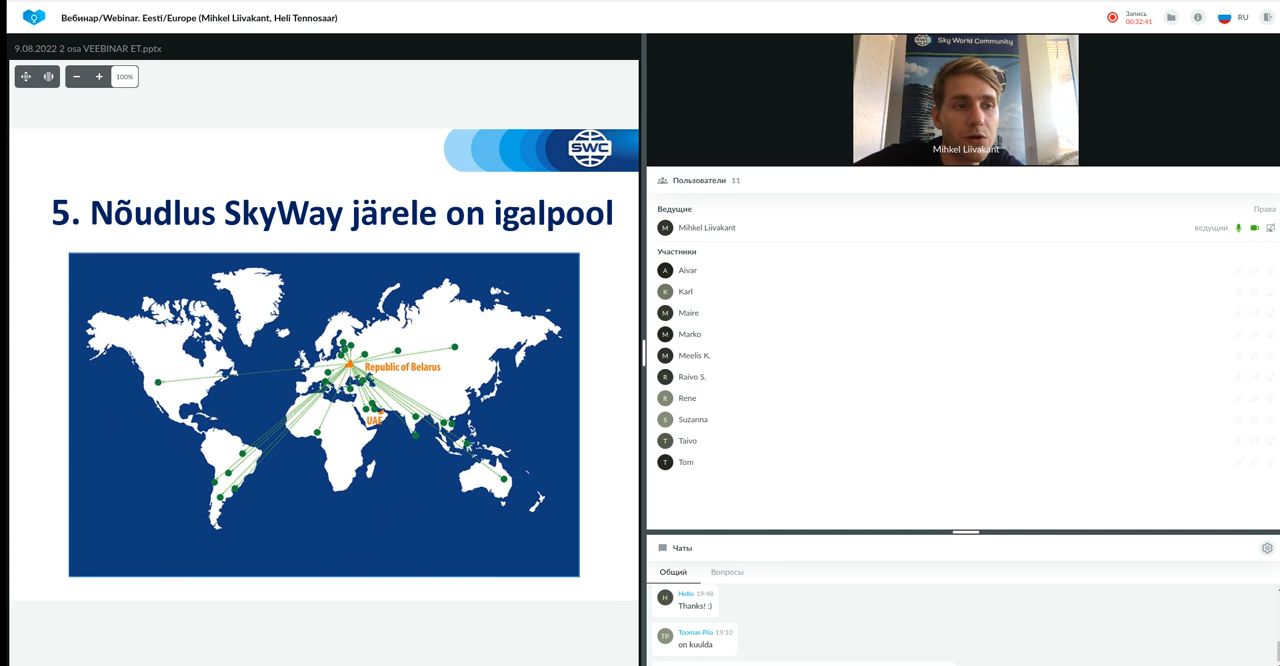 Вебинар/Webinar. Eesti/Europe (Mihkel Liivakant, Heli Tennosaar)
Запись
00:32:41
RU
9.08.2022 2 osa VEEBINAR ET.pptx
100%
SWC
5. Nõudlus SkyWay järele on igalpool
Republic of Belarus
UAE
Sky World Community
Mihkel Liivakant
Пользователи 11
Ведущие
Права
M Mihkel Liivakant
ведущий
Участники
A Aivar
K Karl
M Maire
M Marko
M Meelis K.
R Raivo S.
R Rene
S Suzanna
T Taivo
T Tom
Чаты
Общий Вопросы
H Hello 19:48
Thanks! :)
TP Toomas Pila 19:10
on kuulda